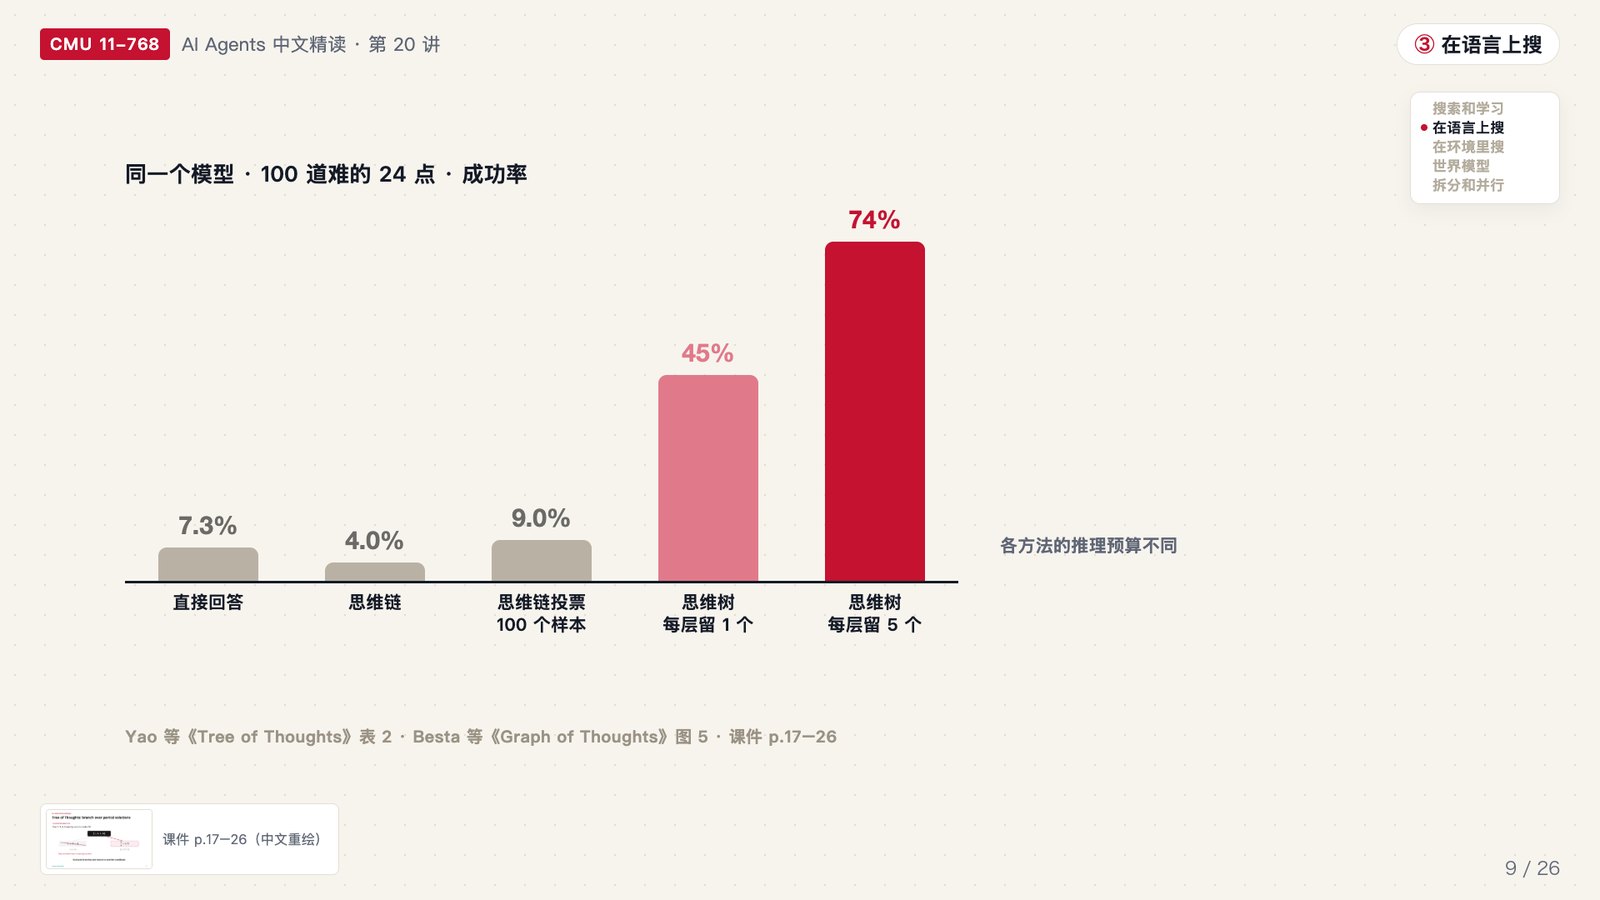 CMU 11-768 AI Agents 中文精读 · 第 20 讲
③ 在语言上搜
搜索和学习
在语言上搜
在环境里搜
世界模型
拆分和并行
同一个模型 · 100 道难的 24 点 · 成功率
74%
45%
7.3%
4.0%
9.0%
各方法的推理预算不同
直接回答
思维链
思维链投票
100 个样本
思维树
每层留 1 个
思维树
每层留 5 个
Yao 等《Tree of Thoughts》表 2 · Besta 等《Graph of Thoughts》图 5 · 课件 p.17–26
Tree of Thoughts: branch over partial solutions
课件 p.17–26（中文重绘）
9 / 26